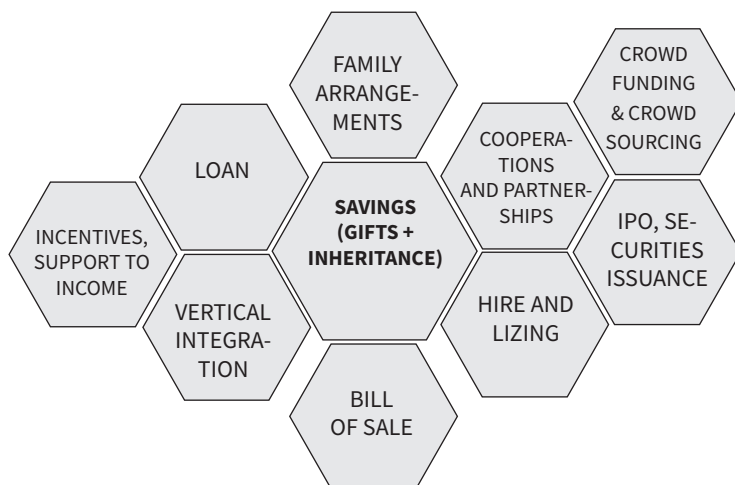 FAMILY
ARRANGE-
MENTS
CROWD
FUNDING
& CROWD
SOURCING
LOAN
COOPERA-
TIONS
AND PARTNER-
SHIPS
SAVINGS
(GIFTS +
INHERITANCE)
INCENTIVES,
SUPPORT TO
INCOME
IPO, SE-
CURITIES
ISSUANCE
VERTICAL
INTEGRA-
TION
HIRE AND
LIZING
BILL
OF SALE